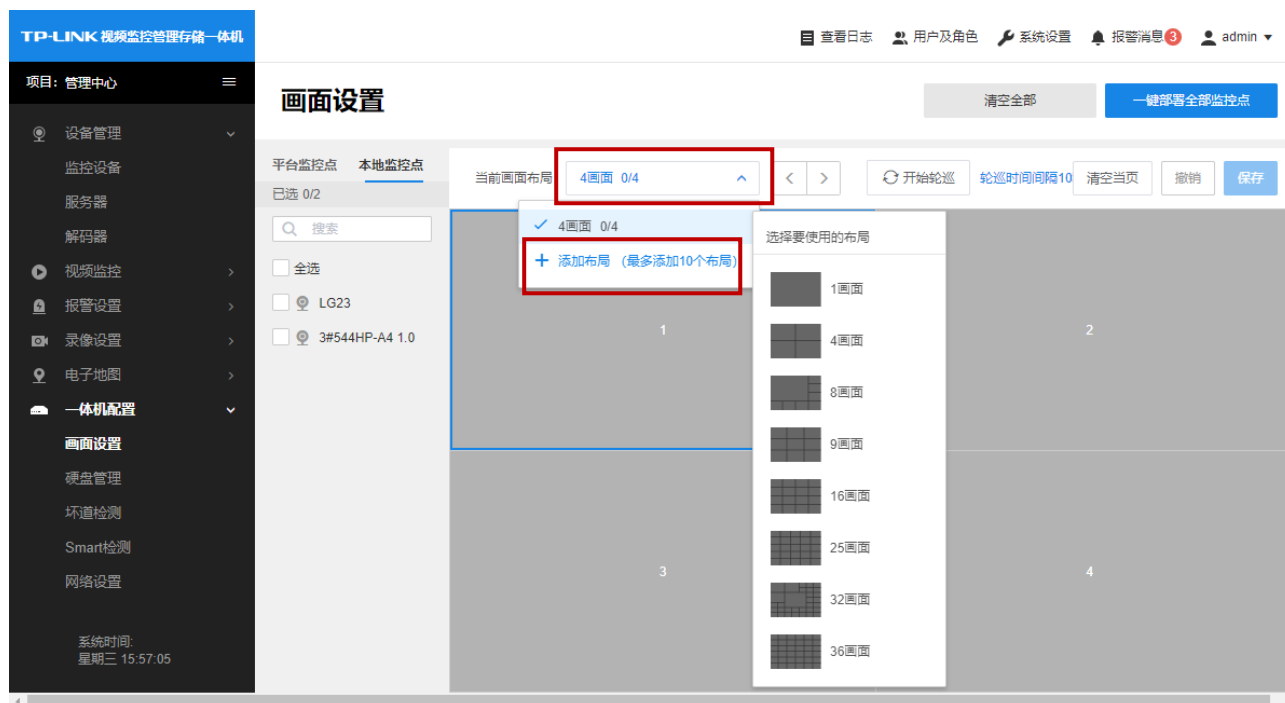 TP-LINK 视频监控管理存储一体机
查看日志 用户及角色 系统设置 报警消息 3 admin
项目: 管理中心
画面设置
清空全部
一键部署全部监控点
设备管理
监控设备
服务器
解码器
视频监控
报警设置
录像设置
电子地图
一体机配置
画面设置
硬盘管理
坏道检测
Smart检测
网络设置
系统时间:
星期三 15:57:05
平台监控点 本地监控点
已选 0/2
搜索
全选
LG23
3#544HP-A4 1.0
当前画面布局 4画面 0/4 < > 开始轮巡 轮巡时间间隔10 清空当页 撤销 保存
4画面 0/4
添加布局 (最多添加10个布局)
选择要使用的布局
1画面
4画面
8画面
9画面
16画面
25画面
32画面
36画面
1
2
3
4